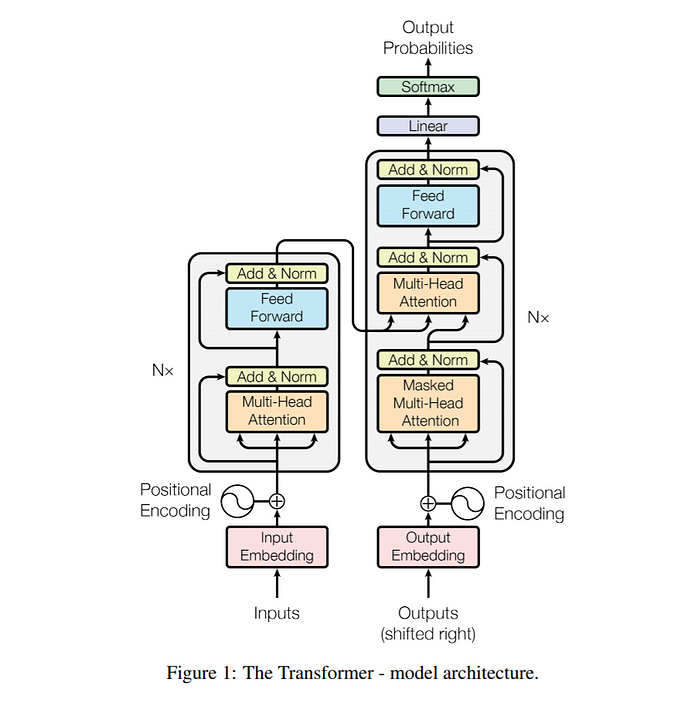 Output
Probabilities
Softmax
Linear
Add & Norm
Feed
Forward
Add & Norm
Multi-Head
Attention
Add & Norm
Masked
Multi-Head
Attention
N×
Add & Norm
Feed
Forward
Add & Norm
Multi-Head
Attention
N×
Positional
Encoding
Positional
Encoding
Input
Embedding
Output
Embedding
Inputs
Outputs
(shifted right)
Figure 1: The Transformer - model architecture.